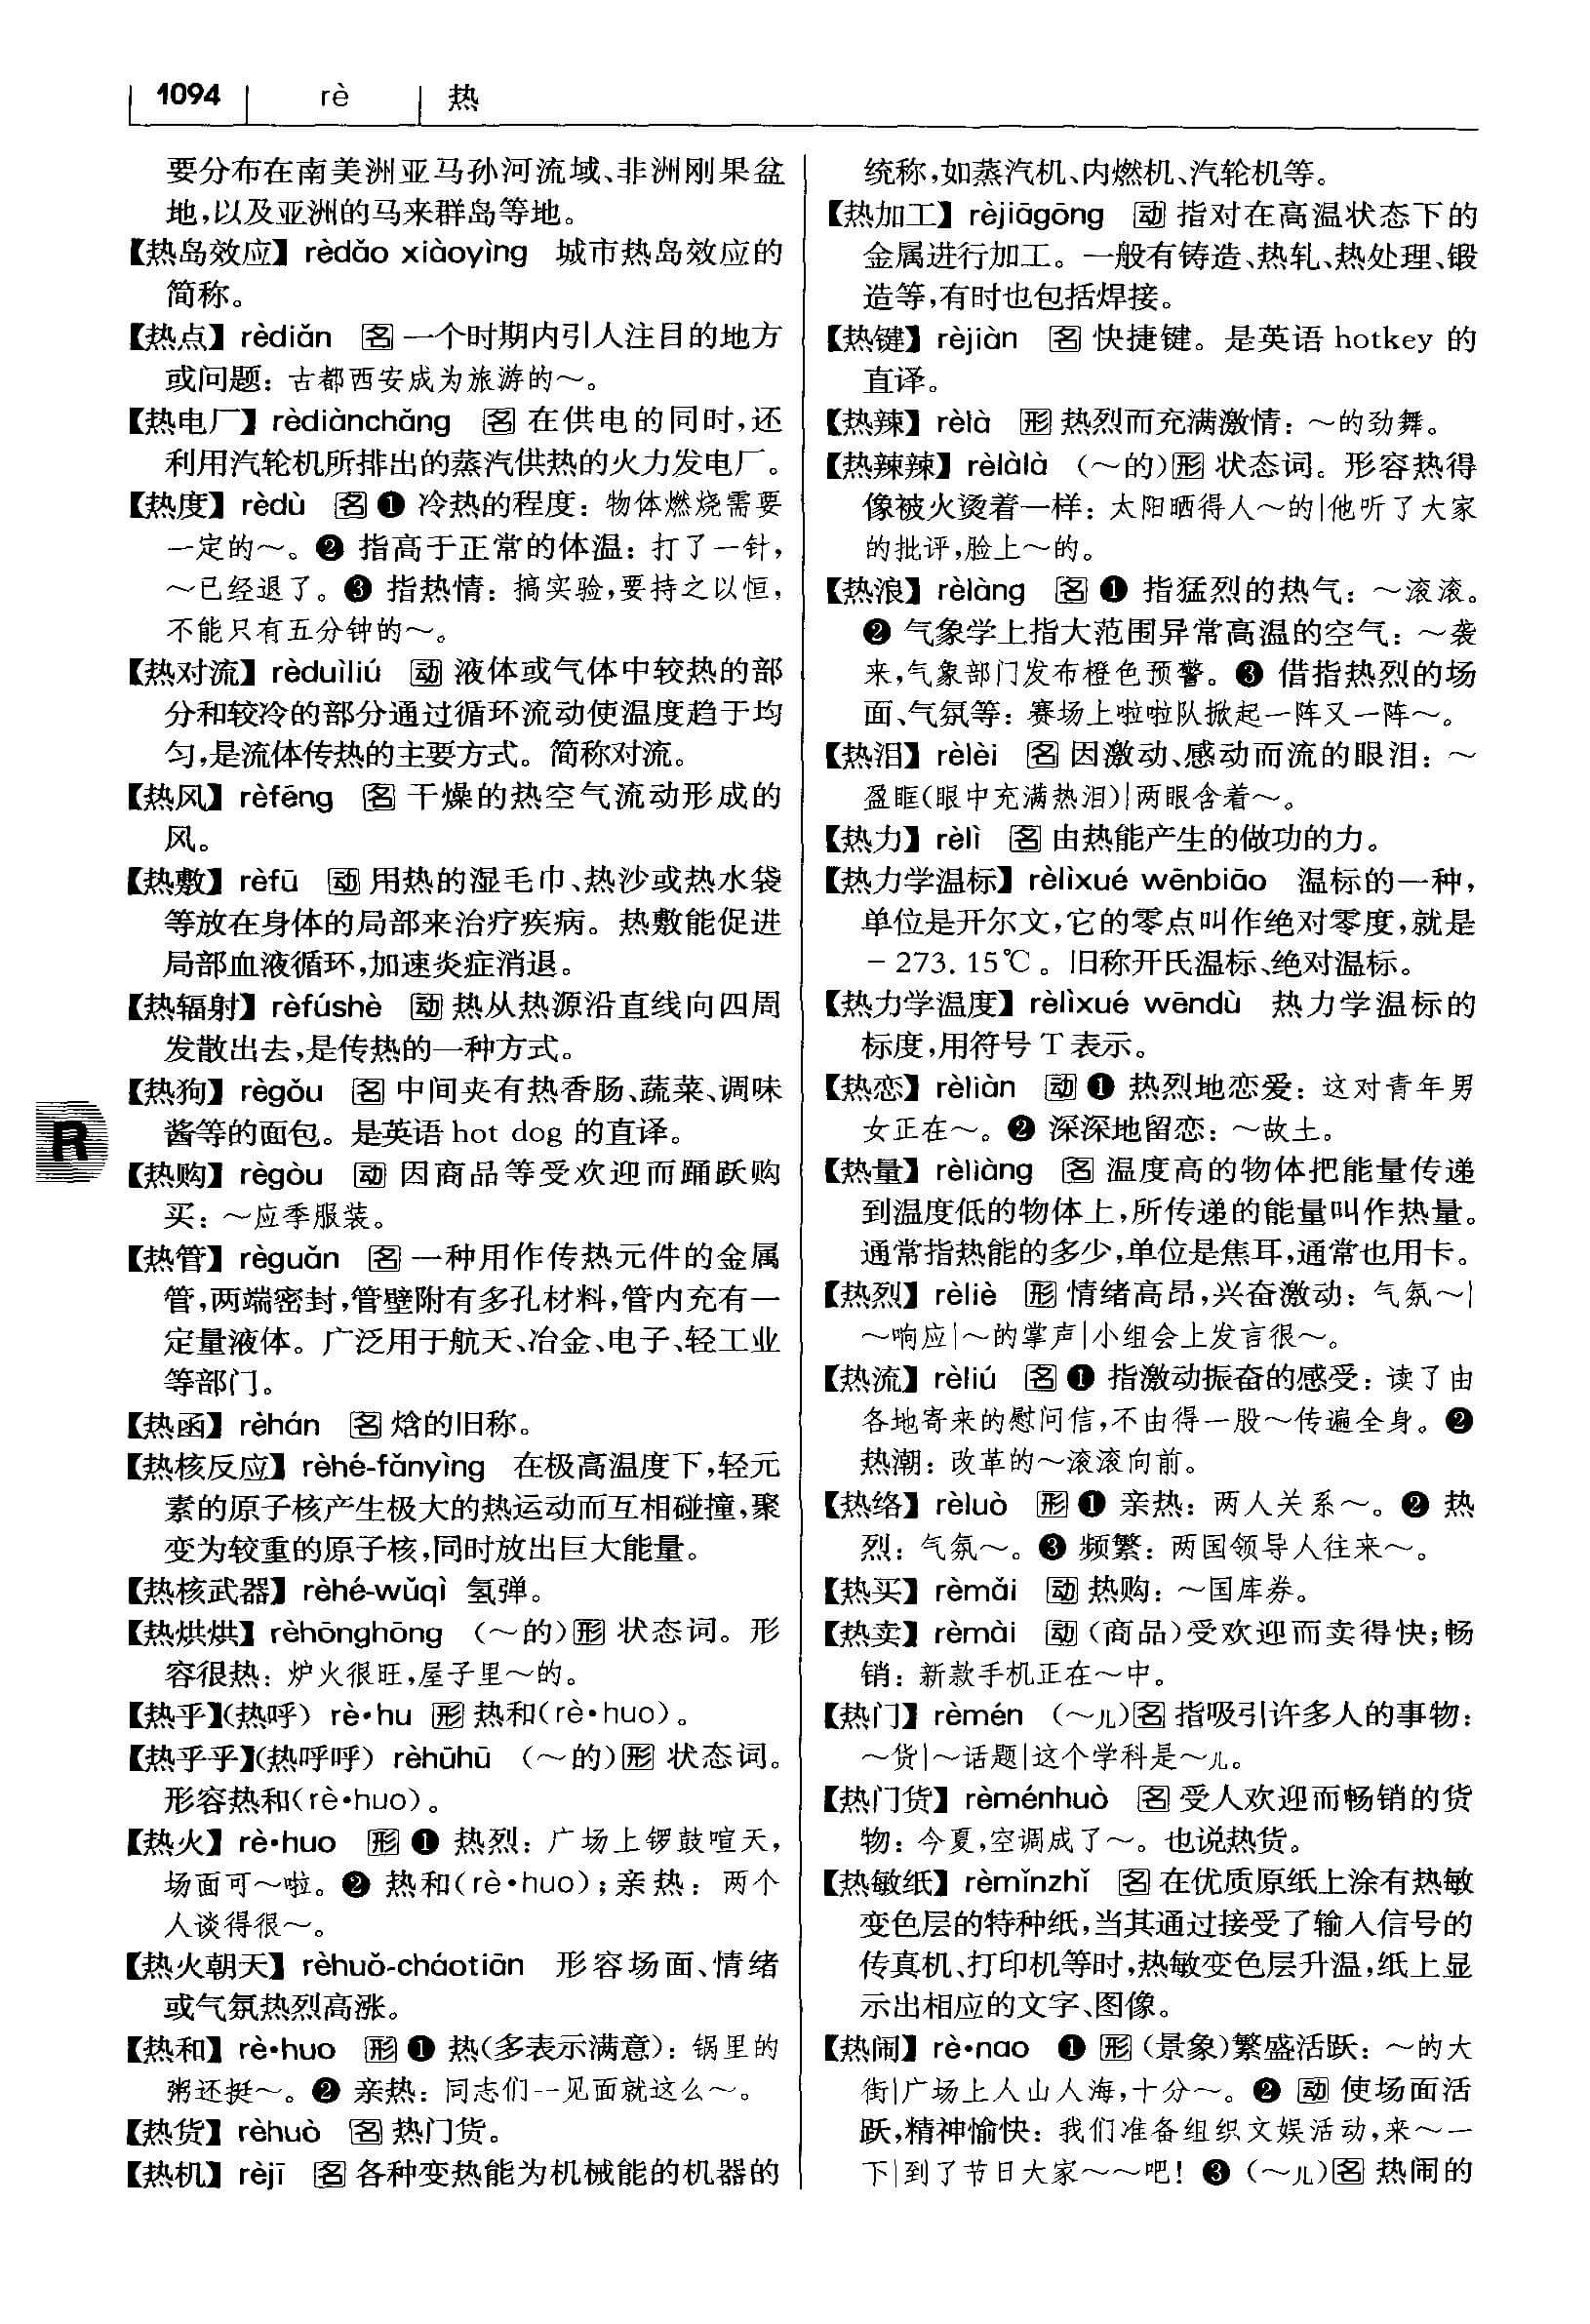 1094 rè 热
要分布在南美洲亚马孙河流域、非洲刚果盆
地,以及亚洲的马来群岛等地。
【热岛效应】rèdǎo xiàoyìng 城市热岛效应的
简称。
【热点】rèdiǎn 名 一个时期内引人注目的地方
或问题：古都西安成为旅游的～。
【热电厂】rèdiànchǎng 名 在供电的同时,还
利用汽轮机所排出的蒸汽供热的火力发电厂。
【热度】rèdù 名 ❶ 冷热的程度：物体燃烧需要
一定的～。❷ 指高于正常的体温：打了一针,
～已经退了。❸ 指热情：搞实验,要持之以恒,
不能只有五分钟的～。
【热对流】rèduìliú 动 液体或气体中较热的部
分和较冷的部分通过循环流动使温度趋于均
匀,是流体传热的主要方式。简称对流。
【热风】rèfēng 名 干燥的热空气流动形成的
风。
【热敷】rèfū 动 用热的湿毛巾、热沙或热水袋
等放在身体的局部来治疗疾病。热敷能促进
局部血液循环,加速炎症消退。
【热辐射】rèfúshè 动 热从热源沿直线向四周
发散出去,是传热的一种方式。
【热狗】règǒu 名 中间夹有热香肠、蔬菜、调味
酱等的面包。是英语 hot dog 的直译。
【热购】règòu 动 因商品等受欢迎而踊跃购
买：～应季服装。
【热管】règuǎn 名 一种用作传热元件的金属
管,两端密封,管壁附有多孔材料,管内充有一
定量液体。广泛用于航天、冶金、电子、轻工业
等部门。
【热函】rèhán 名 焓的旧称。
【热核反应】rèhé-fǎnyìng 在极高温度下,轻元
素的原子核产生极大的热运动而互相碰撞,聚
变为较重的原子核,同时放出巨大能量。
【热核武器】rèhé-wǔqì 氢弹。
【热烘烘】rèhōnghōng （～的）形 状态词。形
容很热：炉火很旺,屋子里～的。
【热乎】(热呼) rè•hu 形 热和(rè•huo)。
【热乎乎】(热呼呼) rèhūhū （～的）形 状态词。
形容热和(rè•huo)。
【热火】rè•huo 形 ❶ 热烈：广场上锣鼓喧天,
场面可～啦。❷ 热和(rè•huo)；亲热：两个
人谈得很～。
【热火朝天】rèhuǒ-cháotiān 形容场面、情绪
或气氛热烈高涨。
【热和】rè•huo 形 ❶ 热(多表示满意)：锅里的
粥还挺～。❷ 亲热：同志们一见面就这么～。
【热货】rèhuò 名 热门货。
【热机】rèjī 名 各种变热能为机械能的机器的
R
统称,如蒸汽机、内燃机、汽轮机等。
【热加工】rèjiāgōng 动 指对在高温状态下的
金属进行加工。一般有铸造、热轧、热处理、锻
造等,有时也包括焊接。
【热键】rèjiàn 名 快捷键。是英语 hotkey 的
直译。
【热辣】rèlà 形 热烈而充满激情：～的劲舞。
【热辣辣】rèlàlà （～的）形 状态词。形容热得
像被火烫着一样：太阳晒得人～的|他听了大家
的批评,脸上～的。
【热浪】rèlàng 名 ❶ 指猛烈的热气：～滚滚。
❷ 气象学上指大范围异常高温的空气：～袭
来,气象部门发布橙色预警。❸ 借指热烈的场
面、气氛等：赛场上啦啦队掀起一阵又一阵～。
【热泪】rèlèi 名 因激动、感动而流的眼泪：～
盈眶(眼中充满热泪)|两眼含着～。
【热力】rèlì 名 由热能产生的做功的力。
【热力学温标】rèlìxué wēnbiāo 温标的一种,
单位是开尔文,它的零点叫作绝对零度,就是
－273.15℃。旧称开氏温标、绝对温标。
【热力学温度】rèlìxué wēndù 热力学温标的
标度,用符号 T 表示。
【热恋】rèliàn 动 ❶ 热烈地恋爱：这对青年男
女正在～。❷ 深深地留恋：～故土。
【热量】rèliàng 名 温度高的物体把能量传递
到温度低的物体上,所传递的能量叫作热量。
通常指热能的多少,单位是焦耳,通常也用卡。
【热烈】rèliè 形 情绪高昂,兴奋激动：气氛～|
～响应|～的掌声|小组会上发言很～。
【热流】rèliú 名 ❶ 指激动振奋的感受：读了由
各地寄来的慰问信,不由得一股～传遍全身。❷
热潮：改革的～滚滚向前。
【热络】rèluò 形 ❶ 亲热：两人关系～。❷ 热
烈：气氛～。❸ 频繁：两国领导人往来～。
【热买】rèmǎi 动 热购：～国库券。
【热卖】rèmài 动 (商品)受欢迎而卖得快；畅
销：新款手机正在～中。
【热门】rèmén （～儿）名 指吸引许多人的事物：
～货|～话题|这个学科是～儿。
【热门货】rèménhuò 名 受人欢迎而畅销的货
物：今夏,空调成了～。也说热货。
【热敏纸】rèmǐnzhǐ 名 在优质原纸上涂有热敏
变色层的特种纸,当其通过接受了输入信号的
传真机、打印机等时,热敏变色层升温,纸上显
示出相应的文字、图像。
【热闹】rè•nao ❶ 形 (景象)繁盛活跃：～的大
街|广场上人山人海,十分～。❷ 动 使场面活
跃,精神愉快：我们准备组织文娱活动,来～一
下|到了节日大家～～吧！❸ （～儿）名 热闹的